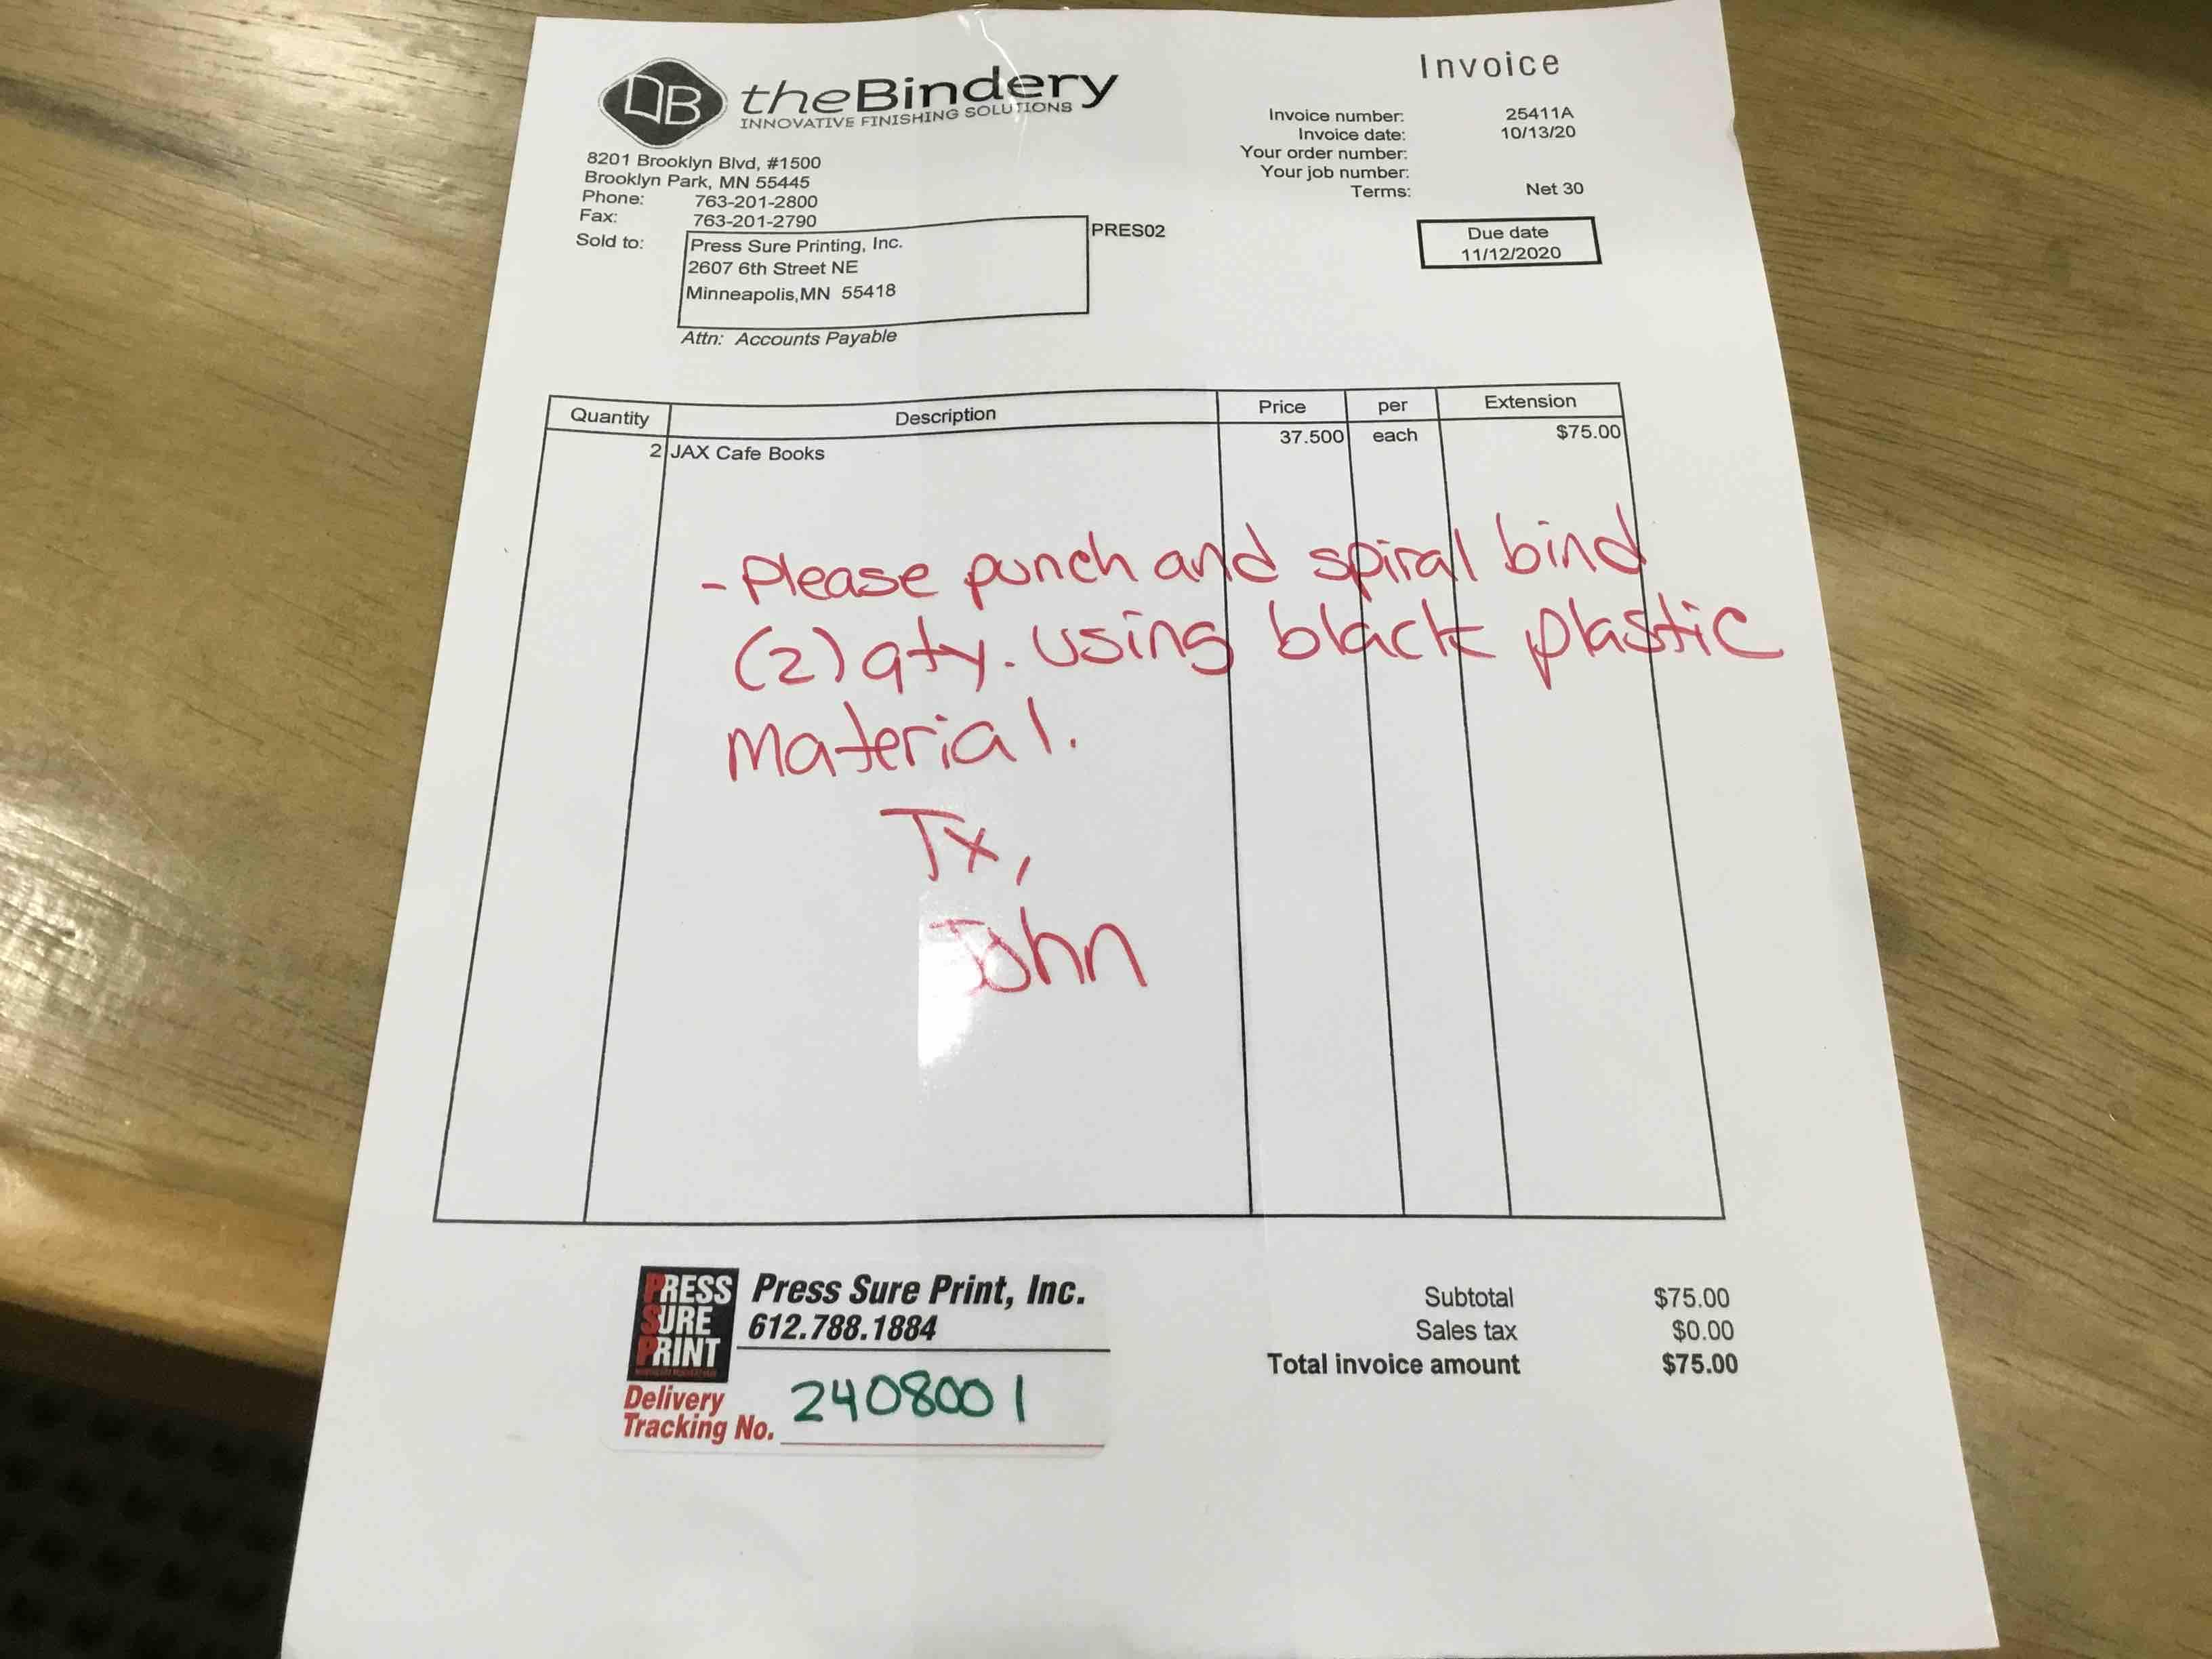 DB theBindery
INNOVATIVE FINISHING SOLUTIONS
8201 Brooklyn Blvd, #1500
Brooklyn Park, MN 55445
Phone: 763-201-2800
Fax: 763-201-2790
Invoice
Invoice number: 25411A
Invoice date: 10/13/20
Your order number:
Your job number:
Terms: Net 30
Sold to: Press Sure Printing, Inc.
2607 6th Street NE
Minneapolis,MN 55418
PRES02
Due date
11/12/2020
Attn: Accounts Payable
Quantity Description Price per Extension
2 JAX Cafe Books 37.500 each $75.00
- Please punch and spiral bind
(2) qty. using black plastic
material.
Tx,
John
PRESS
SURE
PRINT
Press Sure Print, Inc.
612.788.1884
Delivery
Tracking No. 2408001
Subtotal $75.00
Sales tax $0.00
Total invoice amount $75.00